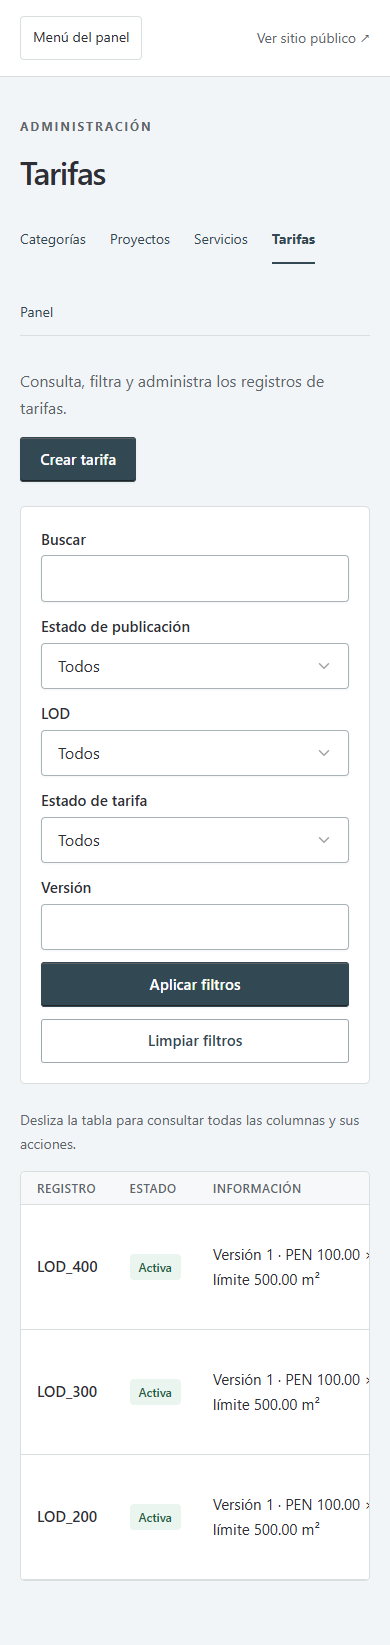 Menú del panel
Ver sitio público ↗
ADMINISTRACIÓN
Tarifas
Categorías Proyectos Servicios Tarifas
Panel
Consulta, filtra y administra los registros de
tarifas.
Crear tarifa
Buscar
Estado de publicación
Todos
LOD
Todos
Estado de tarifa
Todos
Versión
Aplicar filtros
Limpiar filtros
Desliza la tabla para consultar todas las columnas y sus
acciones.
REGISTRO ESTADO INFORMACIÓN
LOD_400 Activa Versión 1 · PEN 100.00
límite 500.00 m²
LOD_300 Activa Versión 1 · PEN 100.00
límite 500.00 m²
LOD_200 Activa Versión 1 · PEN 100.00
límite 500.00 m²